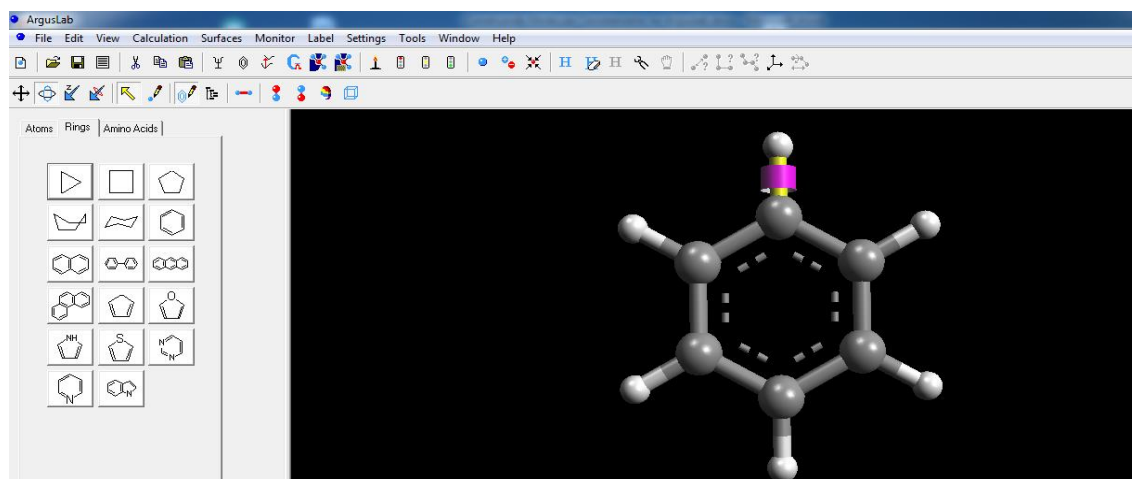 ArgusLab
File Edit View Calculation Surfaces Monitor Label Settings Tools Window Help
H H
Atoms Rings Amino Acids
O
NH S N N
N N